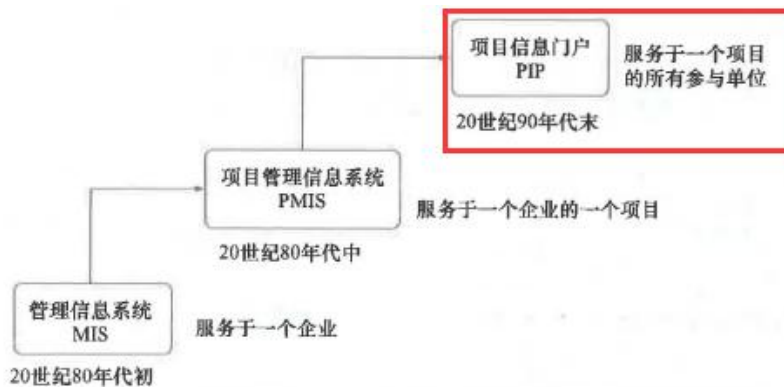 项目信息门户
PIP
服务于一个项目
的所有参与单位
20世纪90年代末
项目管理信息系统
PMIS
服务于一个企业的一个项目
20世纪80年代中
管理信息系统
MIS
服务于一个企业
20世纪80年代初